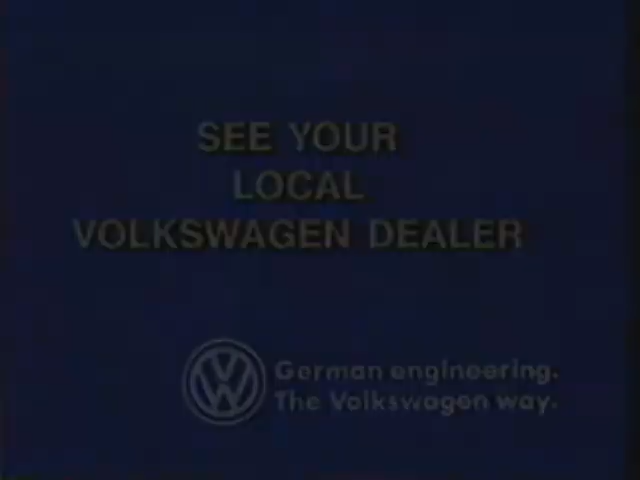 SEE YOUR
LOCAL
VOLKSWAGEN DEALER
German engineering.
The Volkswagen way.